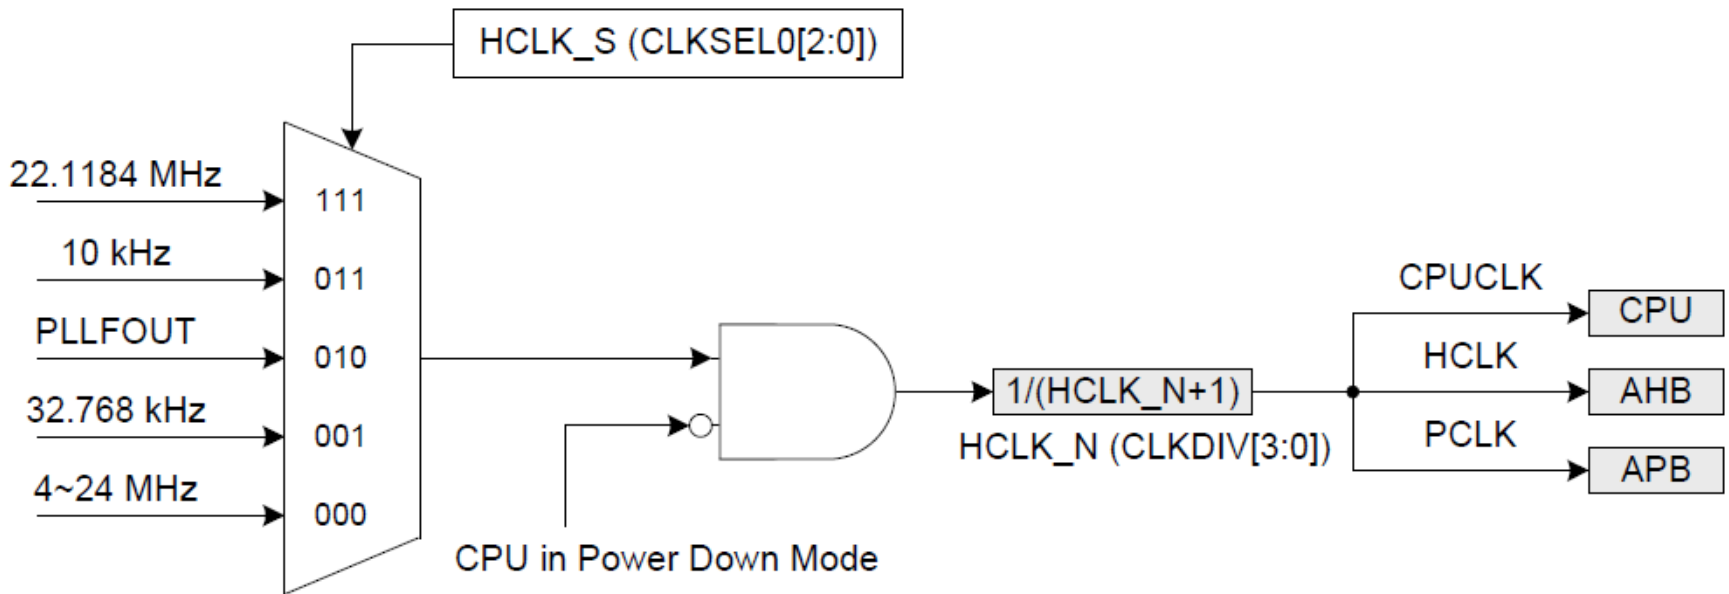 HCLK_S (CLKSEL0[2:0])
22.1184 MHz
111
10 kHz
011
PLLFOUT
010
32.768 kHz
001
4~24 MHz
000
CPU in Power Down Mode
1/(HCLK_N+1)
HCLK_N (CLKDIV[3:0])
CPUCLK
CPU
HCLK
AHB
PCLK
APB